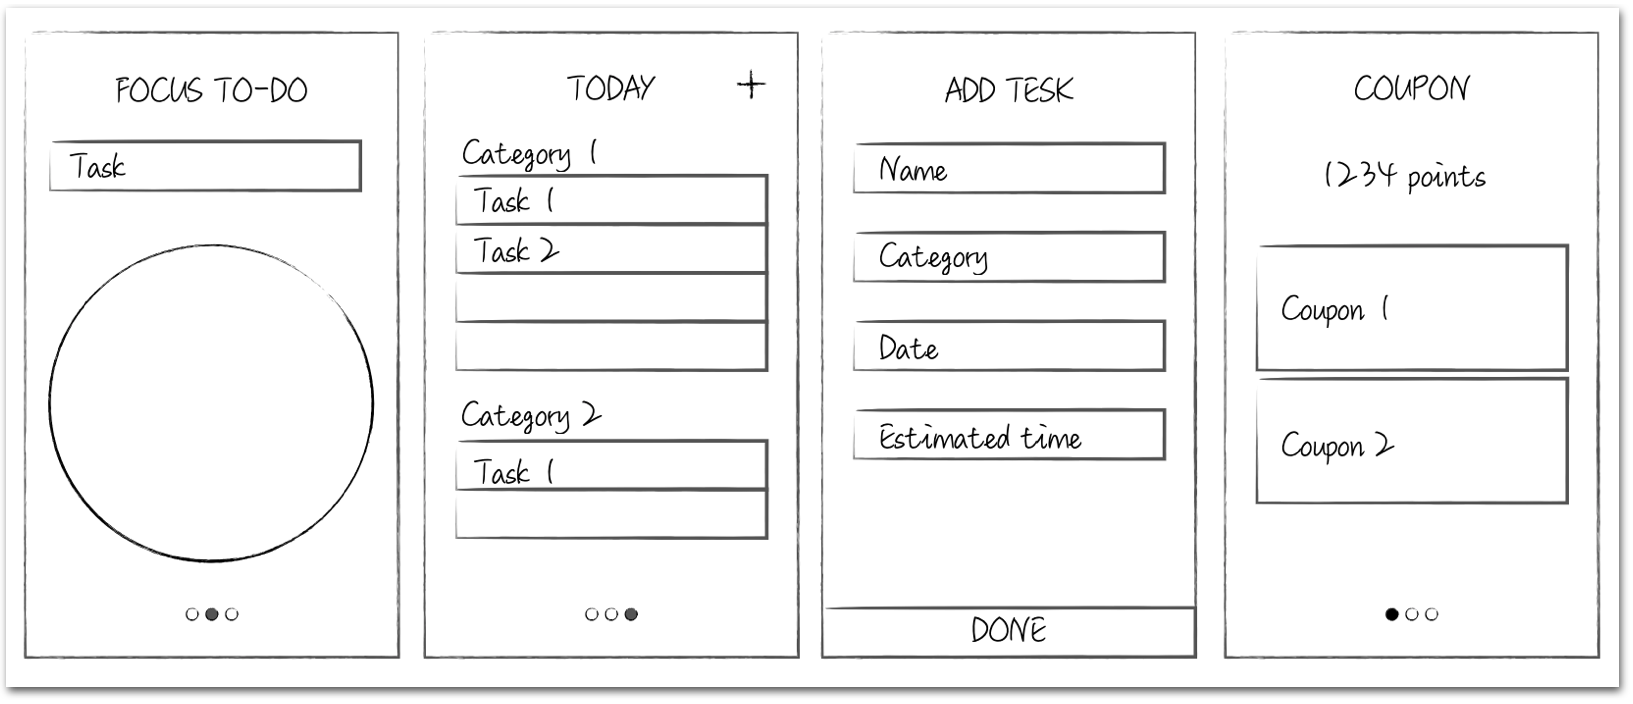 FOCUS TO-DO
Task
TODAY +
Category 1
Task 1
Task 2
Category 2
Task 1
ADD TESK
Name
Category
Date
Estimated time
DONE
COUPON
1234 points
Coupon 1
Coupon 2